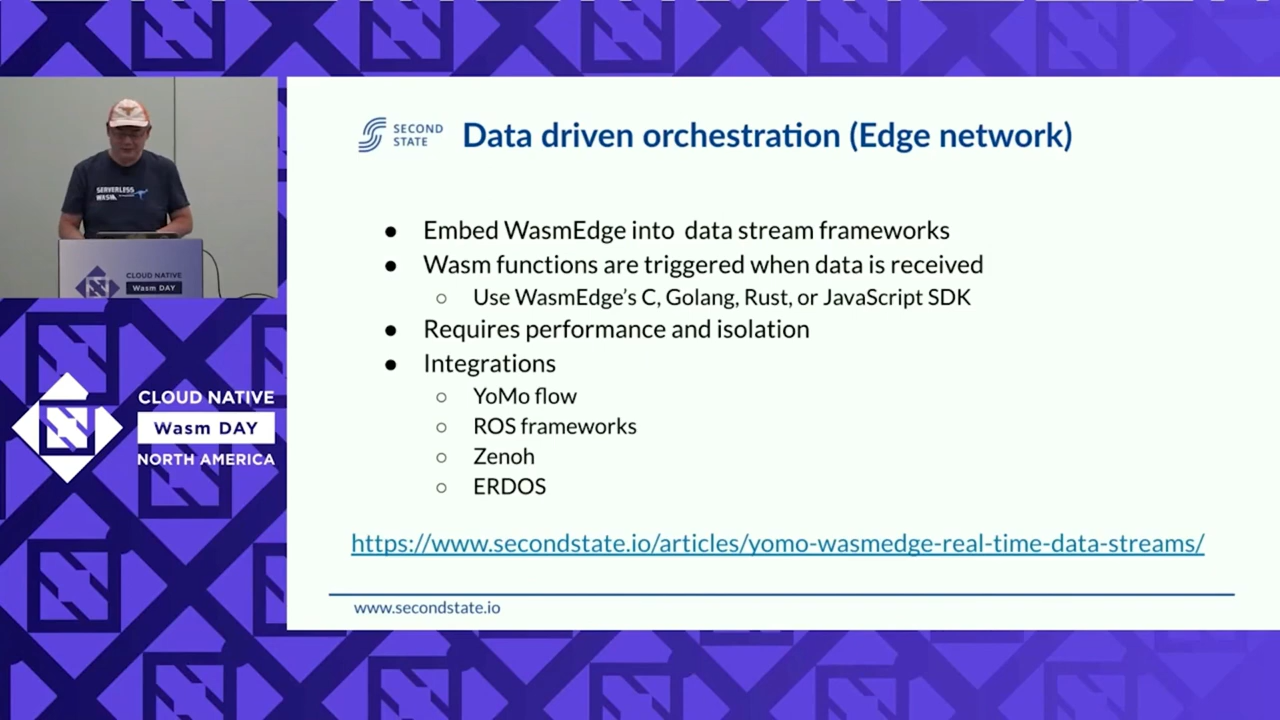 SECOND
STATE
Data driven orchestration (Edge network)
● Embed WasmEdge into data stream frameworks
● Wasm functions are triggered when data is received
○ Use WasmEdge’s C, Golang, Rust, or JavaScript SDK
● Requires performance and isolation
● Integrations
○ YoMo flow
○ ROS frameworks
○ Zenoh
○ ERDOS
https://www.secondstate.io/articles/yomo-wasmedge-real-time-data-streams/
www.secondstate.io
SERVERLESS
WASM
CLOUD NATIVE
Wasm DAY
CLOUD NATIVE
Wasm DAY
NORTH AMERICA